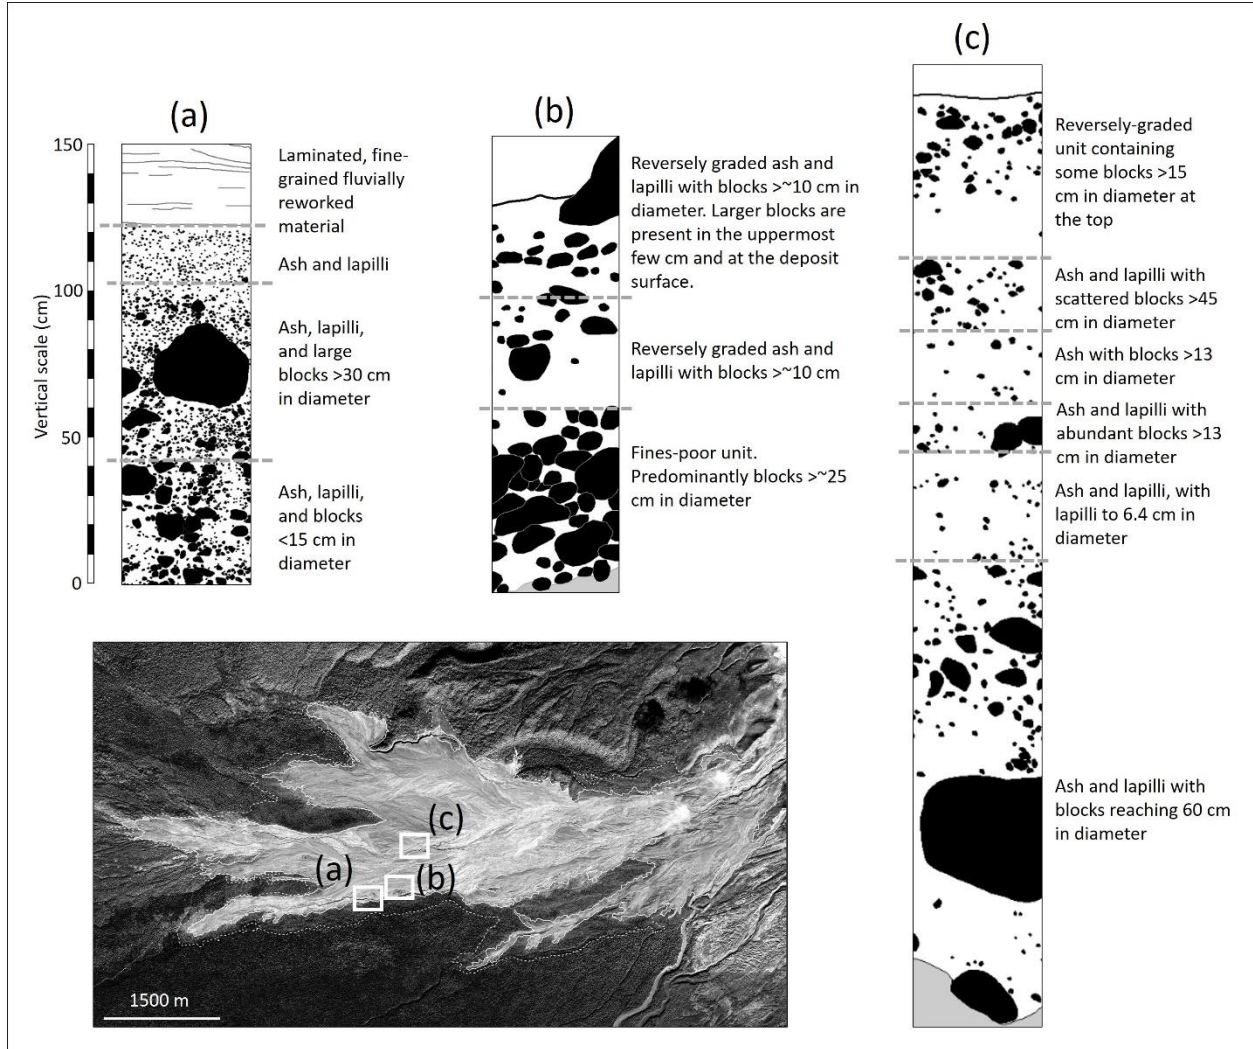 (a)
150
100
50
0
Vertical scale (cm)
Laminated, fine-
grained fluvially
reworked
material
Ash and lapilli
Ash, lapilli,
and large
blocks >30 cm
in diameter
Ash, lapilli,
and blocks
<15 cm in
diameter
(b)
Reversely graded ash and
lapilli with blocks >~10 cm in
diameter. Larger blocks are
present in the uppermost
few cm and at the deposit
surface.
Reversely graded ash and
lapilli with blocks >~10 cm
Fines-poor unit.
Predominantly blocks >~25
cm in diameter
(c)
Reversely-graded
unit containing
some blocks >15
cm in diameter at
the top
Ash and lapilli with
scattered blocks >45
cm in diameter
Ash with blocks >13
cm in diameter
Ash and lapilli with
abundant blocks >13
cm in diameter
Ash and lapilli, with
lapilli to 6.4 cm in
diameter
Ash and lapilli with
blocks reaching 60 cm
in diameter
(c)
(a)
(b)
1500 m